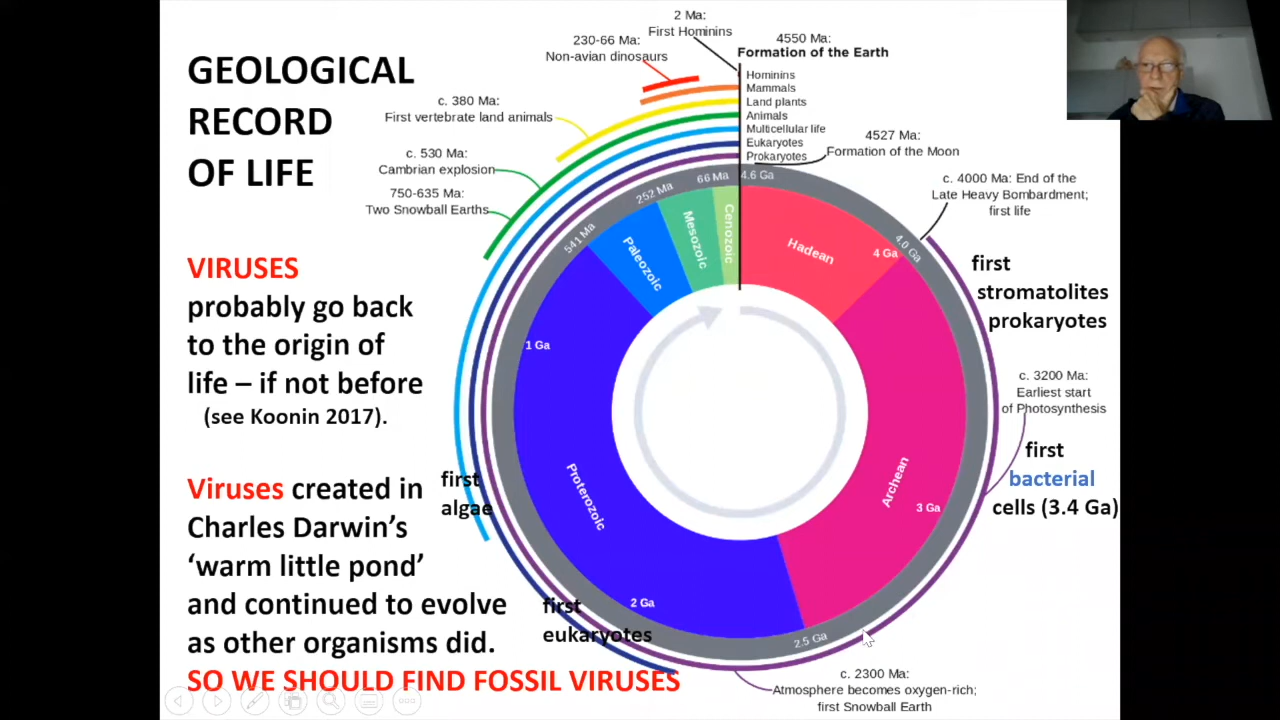 GEOLOGICAL
RECORD
OF LIFE
VIRUSES
probably go back
to the origin of
life – if not before
(see Koonin 2017).
Viruses created in
Charles Darwin's
'warm little pond'
and continued to evolve
as other organisms did.
SO WE SHOULD FIND FOSSIL VIRUSES
2 Ma:
First Hominins
230-66 Ma:
Non-avian dinosaurs
c. 380 Ma:
First vertebrate land animals
c. 530 Ma:
Cambrian explosion
750-635 Ma:
Two Snowball Earths
4550 Ma:
Formation of the Earth
Hominins
Mammals
Land plants
Animals
Multicellular life
Eukaryotes
Prokaryotes
4527 Ma:
Formation of the Moon
c. 4000 Ma: End of the
Late Heavy Bombardment;
first life
first
stromatolites
prokaryotes
c. 3200 Ma:
Earliest start
of Photosynthesis
first
bacterial
cells (3.4 Ga)
c. 2300 Ma:
Atmosphere becomes oxygen-rich;
first Snowball Earth
first
eukaryotes
first
algae
4.6 Ga
4.0 Ga
2.5 Ga
541 Ma
252 Ma
66 Ma
Hadean
4 Ga
Archean
3 Ga
Proterozoic
2 Ga
1 Ga
Paleozoic
Mesozoic
Cenozoic